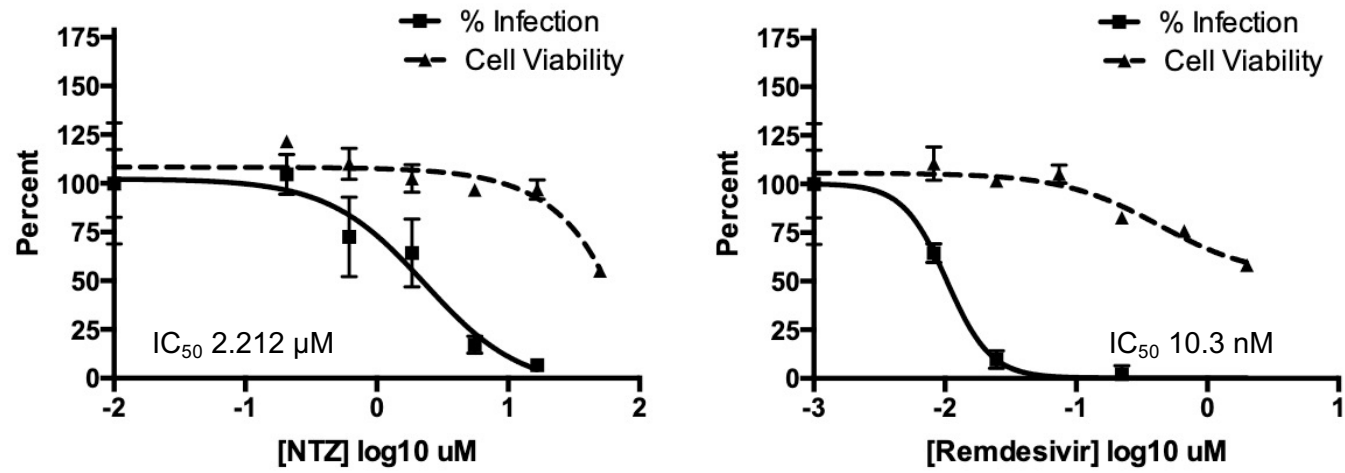 % Infection
Cell Viability
175
150
125
100
75
50
25
0
Percent
IC₅₀ 2.212 µM
-2 -1 0 1 2
[NTZ] log10 uM
% Infection
Cell Viability
175
150
125
100
75
50
25
0
Percent
IC₅₀ 10.3 nM
-3 -2 -1 0 1
[Remdesivir] log10 uM